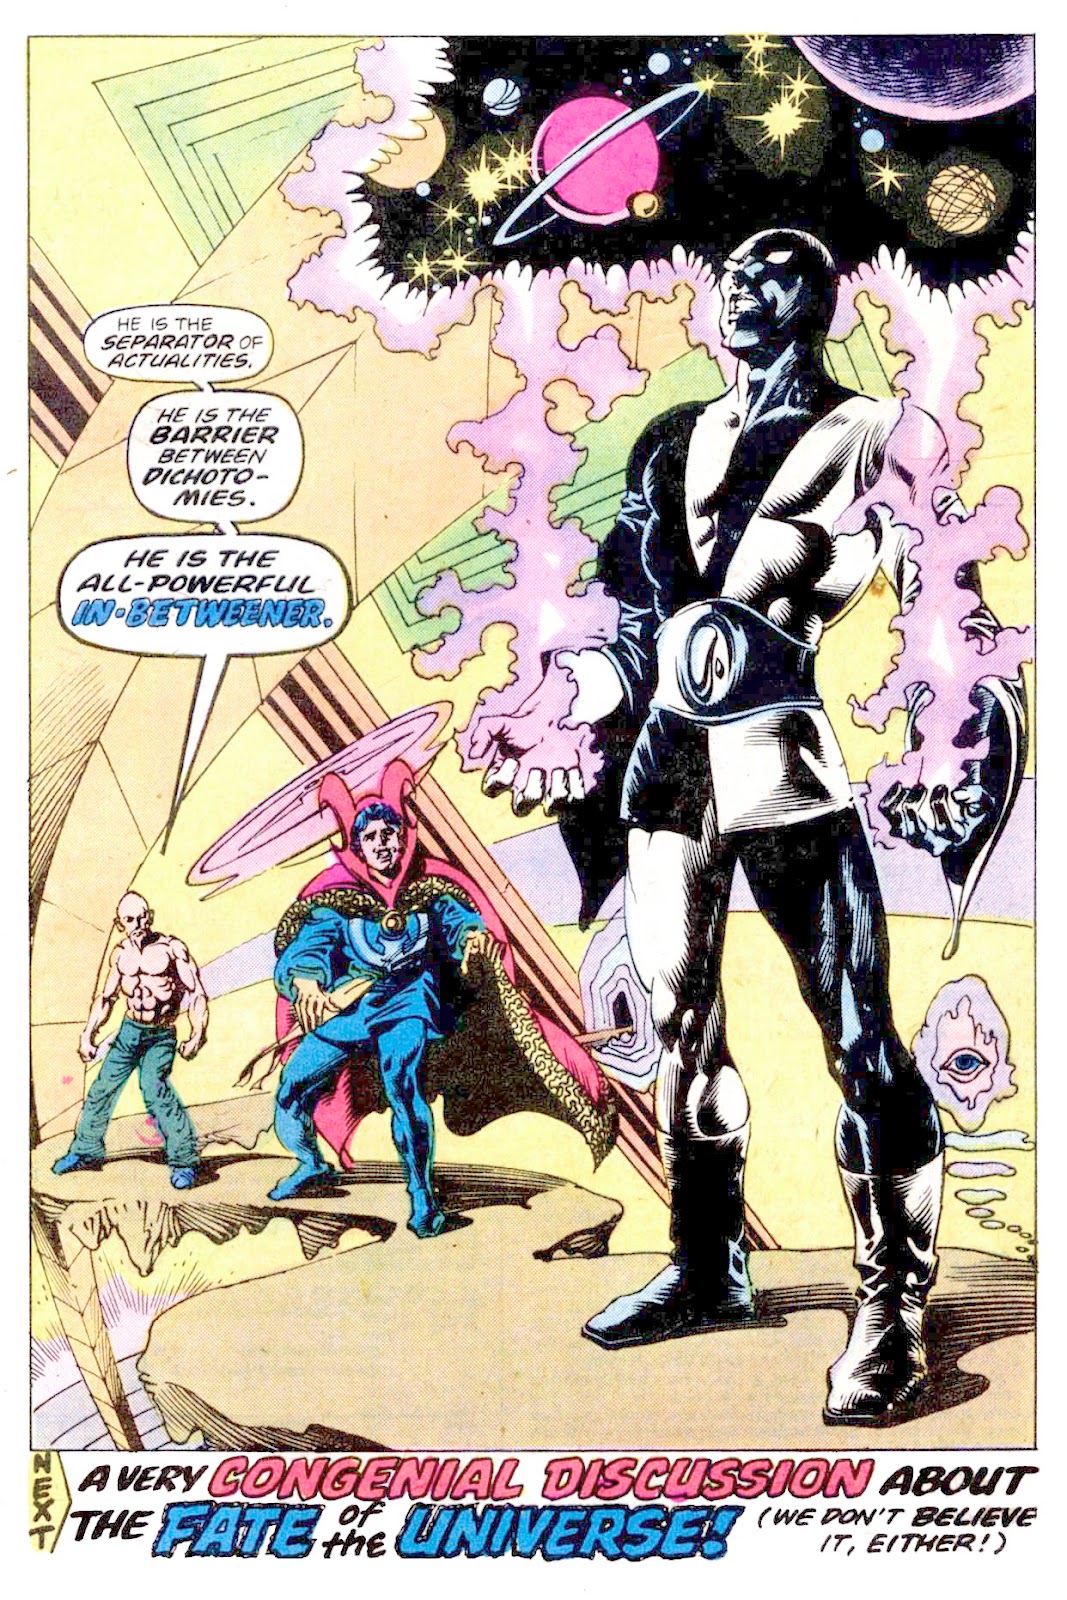 HE IS THE
SEPARATOR OF
ACTUALITIES.
HE IS THE
BARRIER
BETWEEN
DICHOTO-
MIES.
HE IS THE
ALL-POWERFUL
IN-BETWEENER.
NEXT
A VERY CONGENIAL DISCUSSION ABOUT
THE FATE of the UNIVERSE! (WE DON'T BELIEVE
IT, EITHER!)